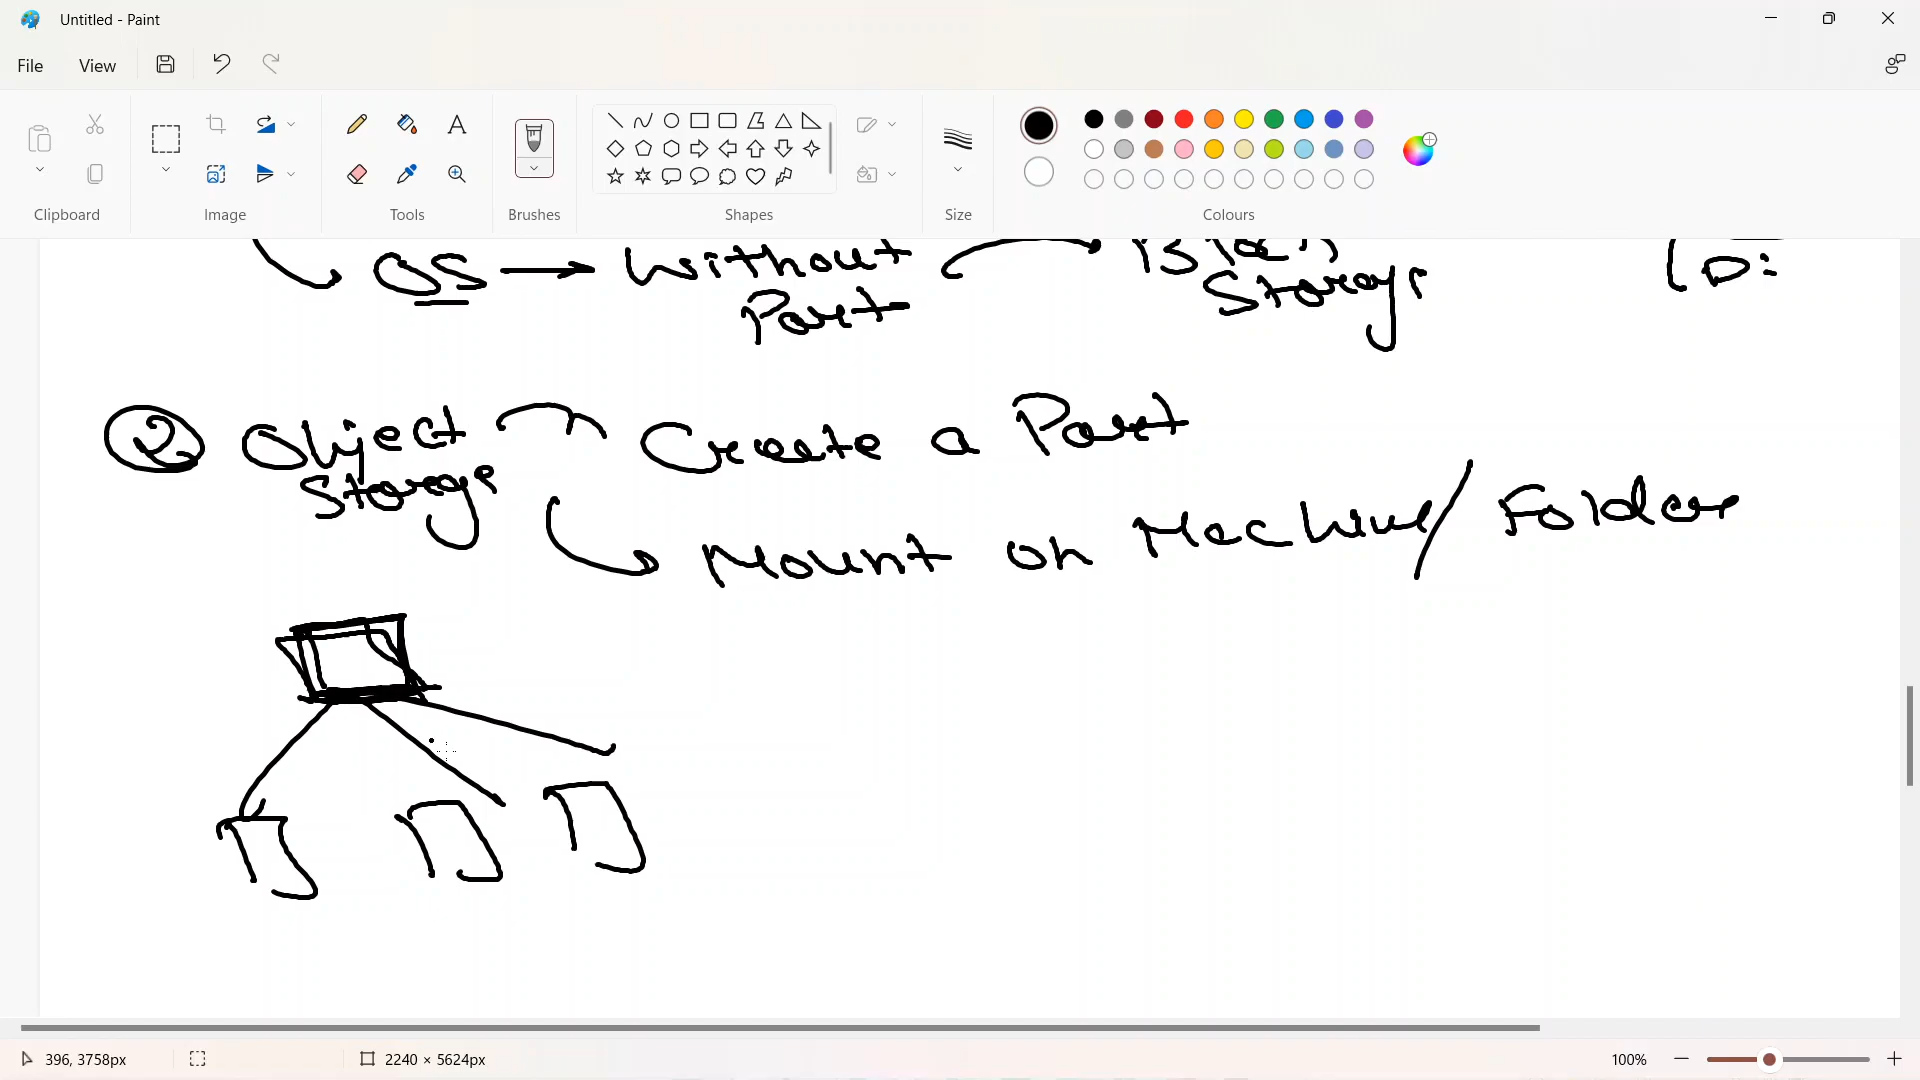 Untitled - Paint
File View
Clipboard Image Tools Brushes Shapes Size Colours
OS → Without
Part
Storage
② Object Create a Part
Storage
Mount on Machine / Folder
396, 3758px 2240 × 5624px 100%